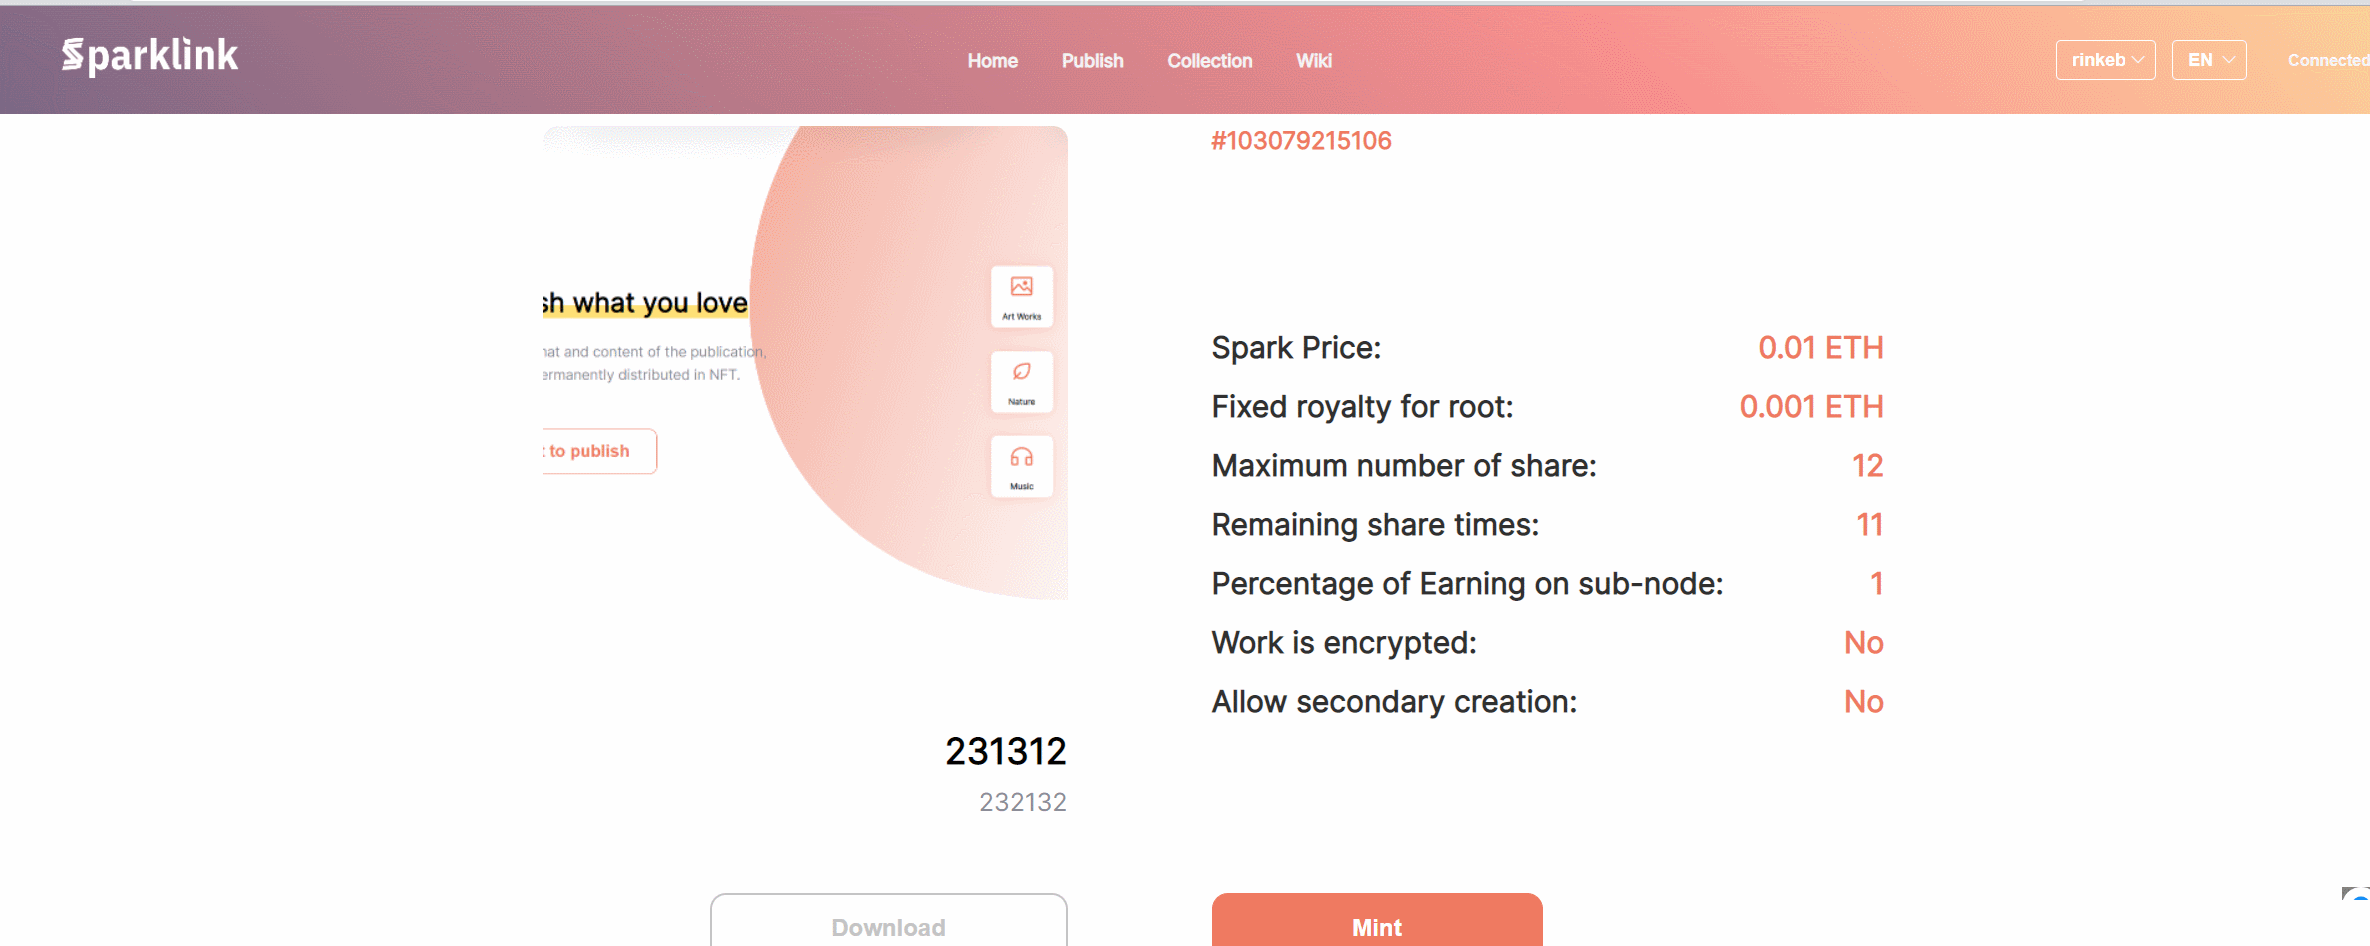 Sparklink
Home Publish Collection Wiki
rinkeb EN Connected
#103079215106
sh what you love
hat and content of the publication,
ermanently distributed in NFT.
to publish
Art Works
Nature
Music
231312
232132
Download
Spark Price: 0.01 ETH
Fixed royalty for root: 0.001 ETH
Maximum number of share: 12
Remaining share times: 11
Percentage of Earning on sub-node: 1
Work is encrypted: No
Allow secondary creation: No
Mint